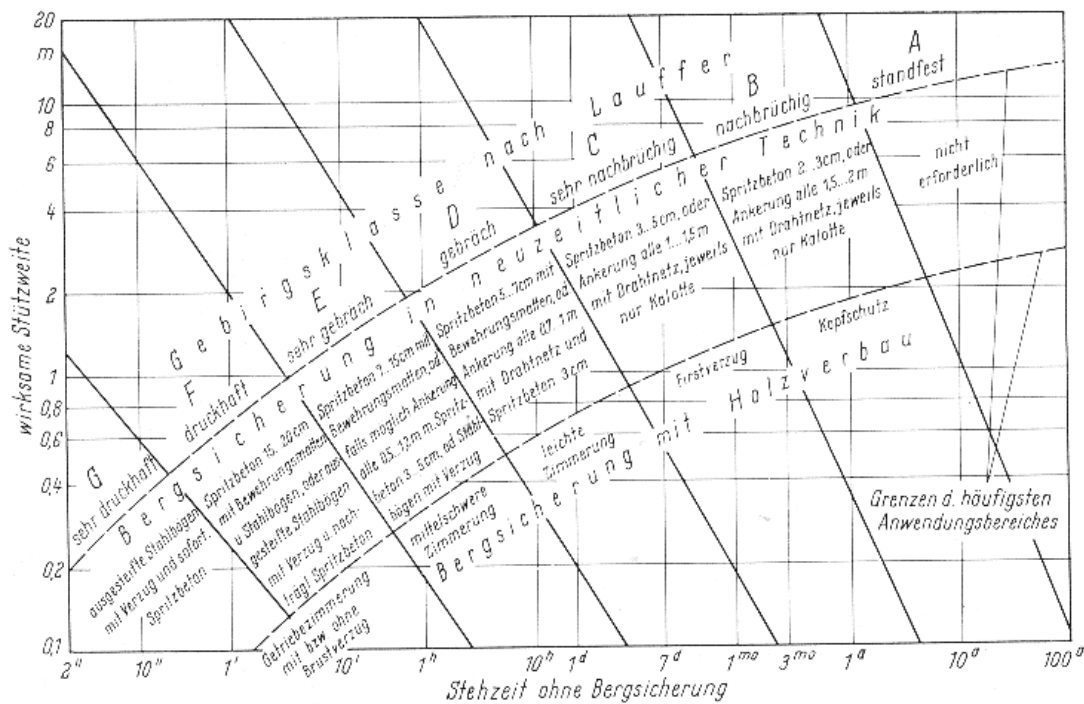 20
m
10
8
6
4
2
1
0,8
0,6
0,4
0,2
0,1
wirksame Stützweite
2"
10"
1'
10'
1h
10h
1d
7d
1mo
3mo
1a
10a
100a
Stehzeit ohne Bergsicherung
Gebirgsklasse nach Lauffer
A
standfest
B
nachbrüchig
C
sehr nachbrüchig
D
gebräch
E
sehr gebräch
F
druckhaft
G
sehr druckhaft
Bergsicherung in neuzeitlicher Technik
nicht
erforderlich
Spritzbeton 2...3cm, oder
Ankerung alle 1,5...2 m
mit Drahtnetz, jeweils
nur Kalotte
Spritzbeton 3...5cm, oder
Ankerung alle 1...1,5m
mit Drahtnetz, jeweils
nur Kalotte
Spritzbeton 5...7cm mit
Bewehrungsmatten, od.
Ankerung alle 0,7...1 m
mit Drahtnetz und
Spritzbeton 3cm
Spritzbeton 7...15cm mit
Bewehrungsmatten, od.
falls möglich Ankerung
alle 0,5...1,2m m. Spritz-
beton 3...5cm, od. Stahl-
bögen mit Verzug
Spritzbeton 15...20cm
mit Bewehrungsmatten
u Stahlbögen, oder aus-
gesteifte Stahlbögen
mit Verzug u. nach-
trägl. Spritzbeton
ausgesteifte Stahlbögen
mit Verzug und sofort.
Spritzbeton
Bergsicherung mit Holzverbau
Kopfschutz
Firstverzug
leichte
Zimmerung
mittelschwere
Zimmerung
Getriebezimmerung
mit bzw ohne
Brustverzug
Grenzen d. häufigsten
Anwendungsbereiches